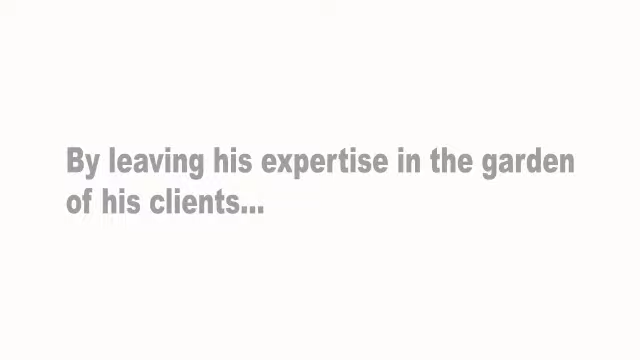 By leaving his expertise in the garden
of his clients...